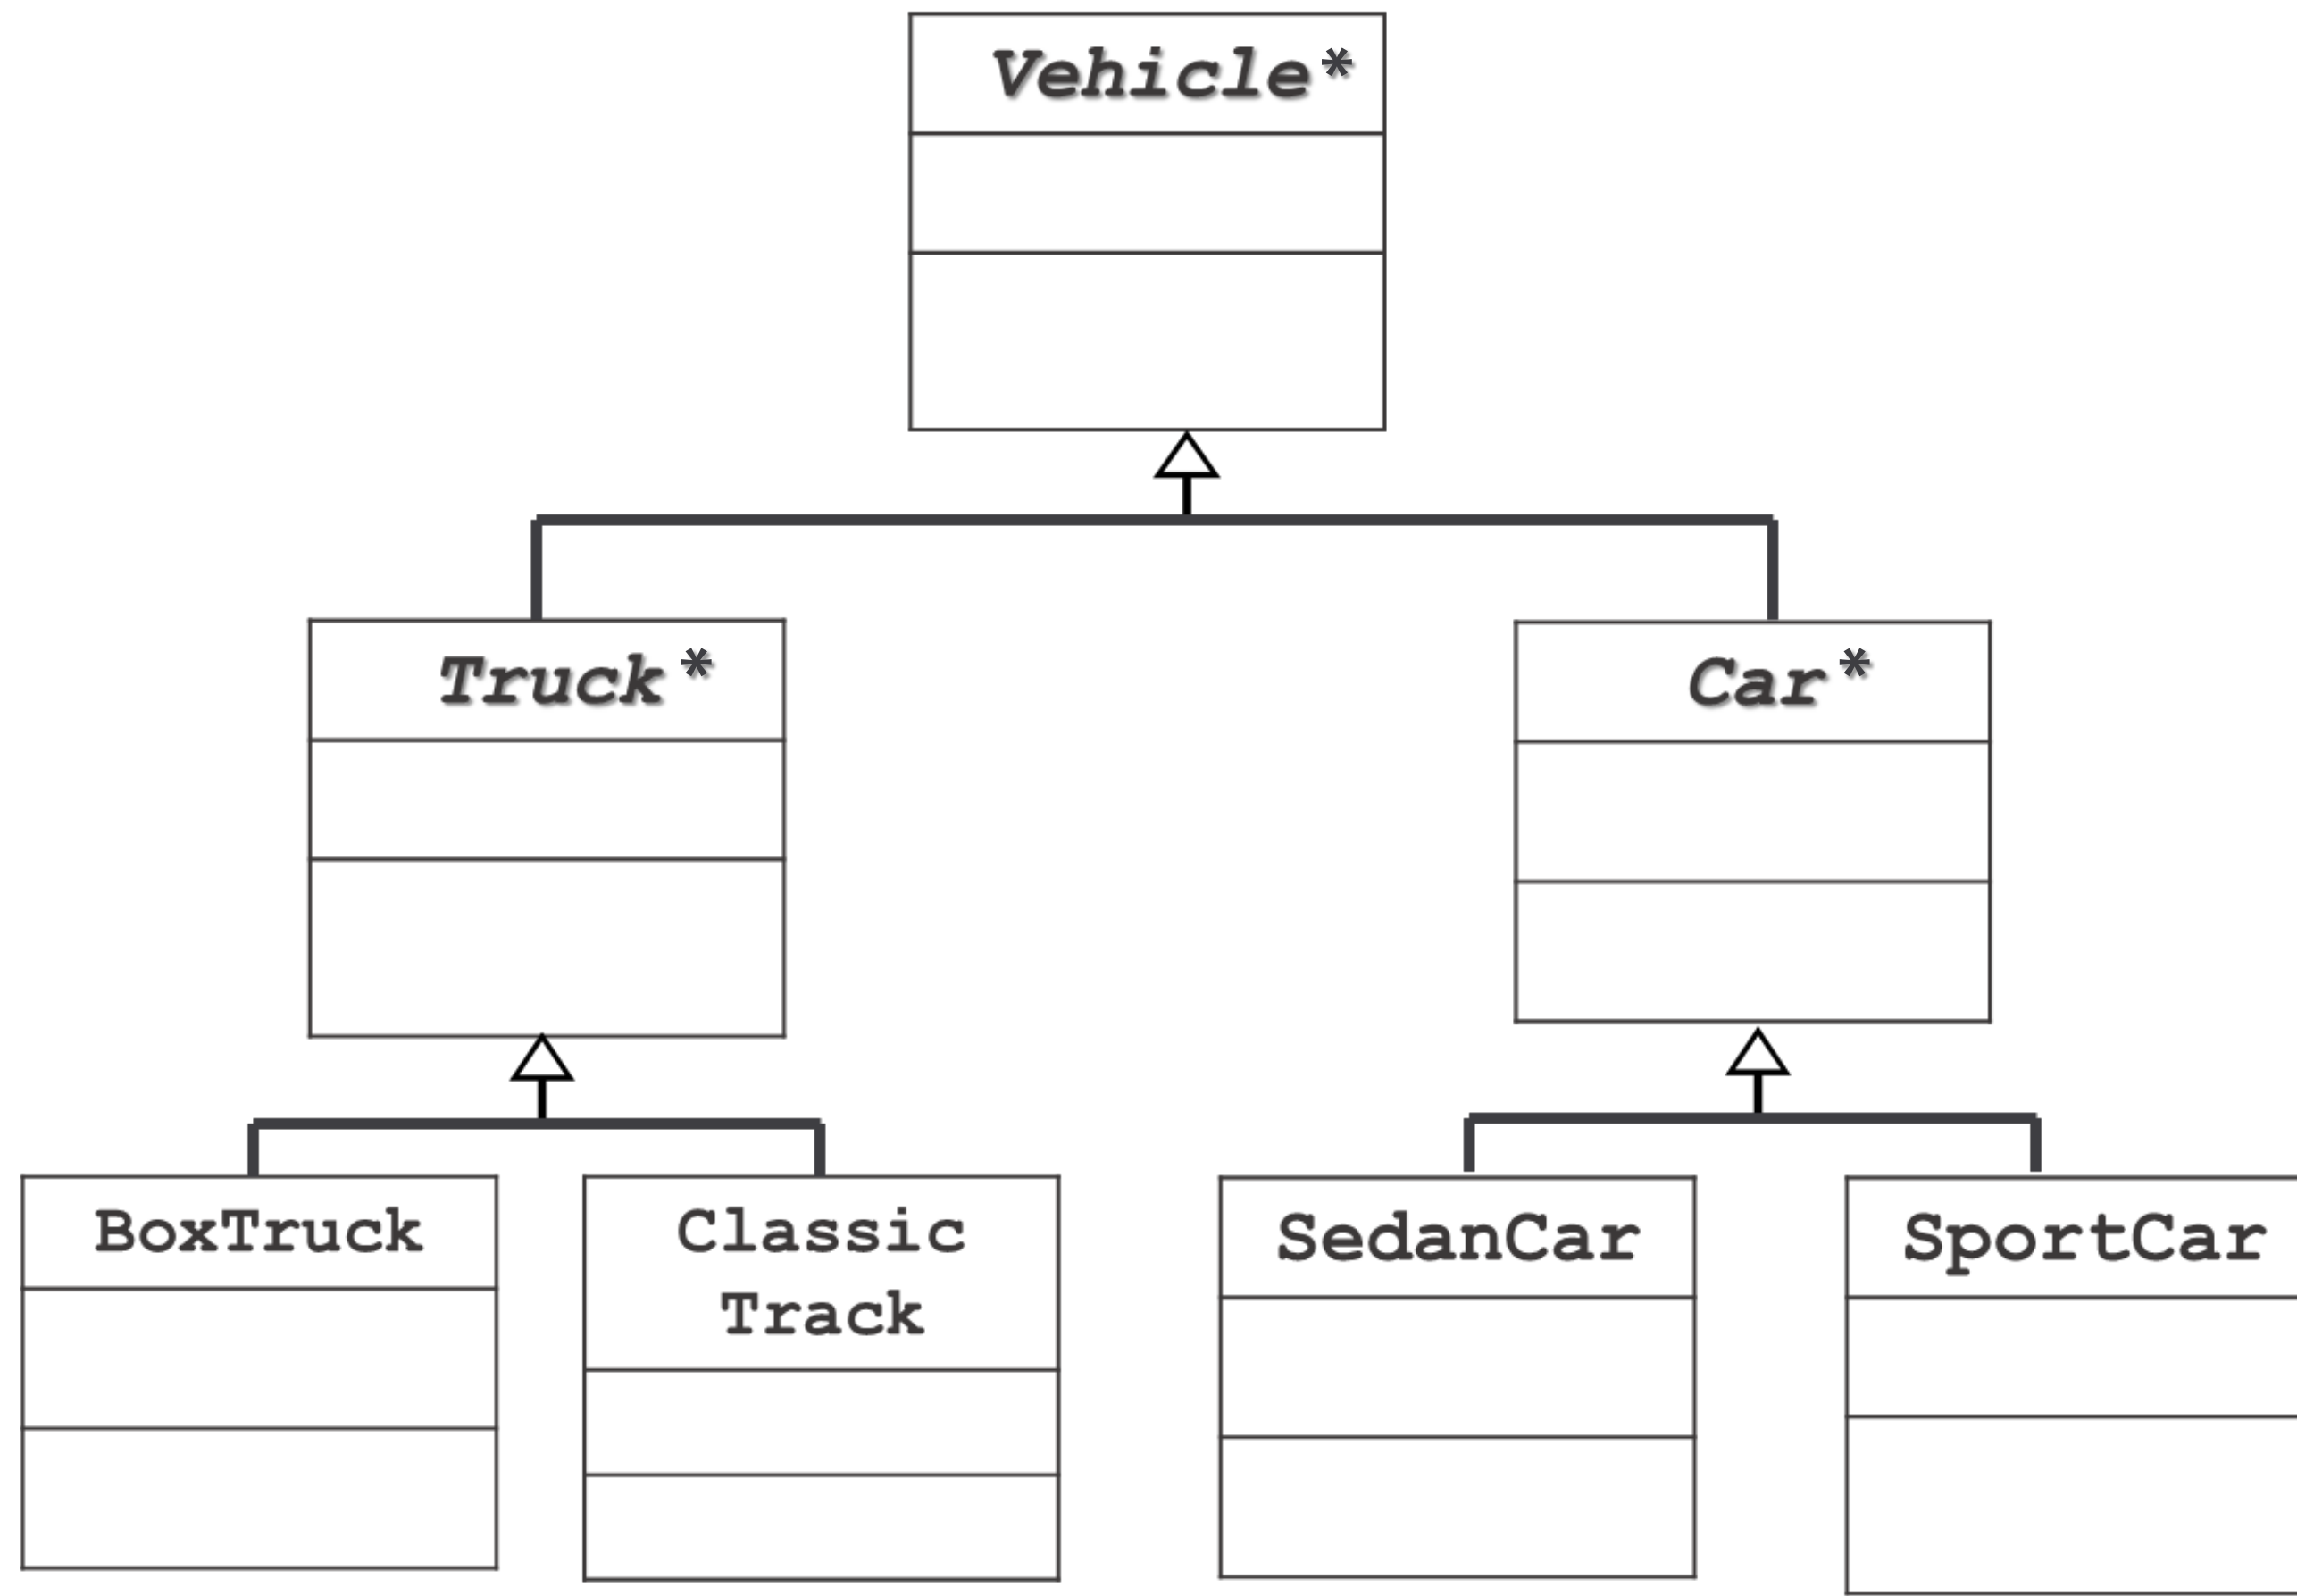 Vehicle*
Truck*
Car*
BoxTruck
Classic
Track
SedanCar
SportCar